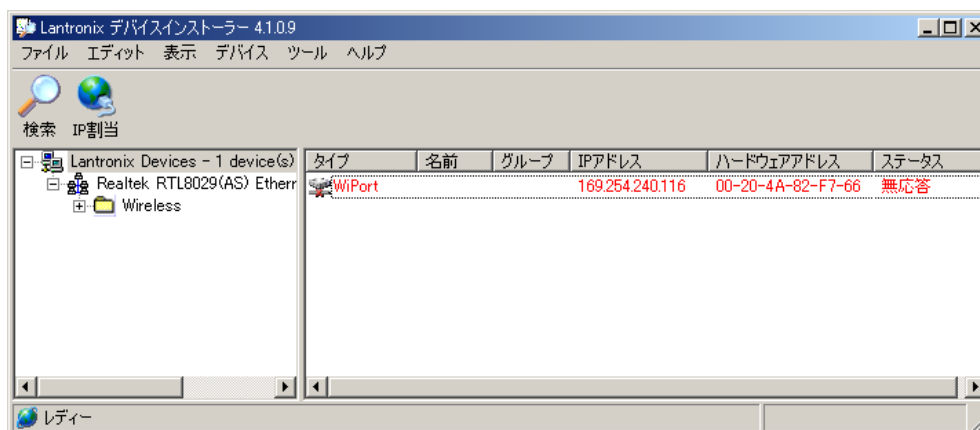 Lantronix デバイスインストーラー 4.1.0.9
ファイル エディット 表示 デバイス ツール ヘルプ
検索 IP割当
Lantronix Devices - 1 device(s)
Realtek RTL8029(AS) Etherr
Wireless
タイプ 名前 グループ IPアドレス ハードウェアアドレス ステータス
WiPort 169.254.240.116 00-20-4A-82-F7-66 無応答
レディー